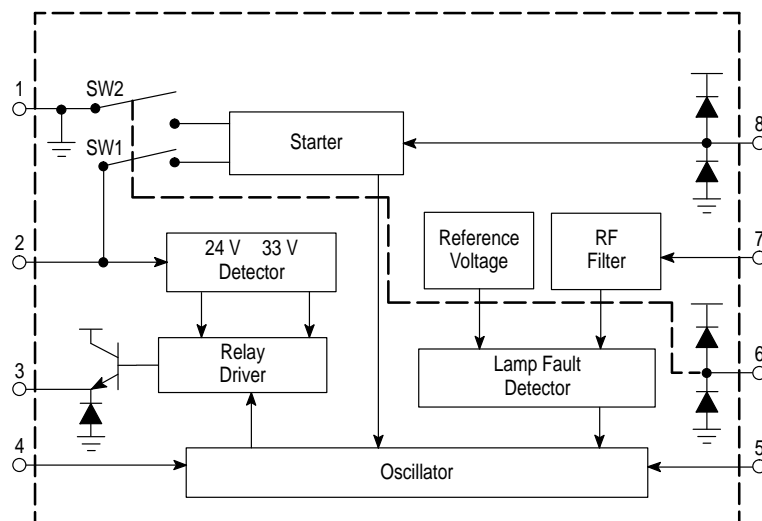 1
SW2
Starter
8
SW1
2
24 V 33 V
Detector
Reference
Voltage
RF
Filter
7
3
Relay
Driver
Lamp Fault
Detector
6
4
Oscillator
5